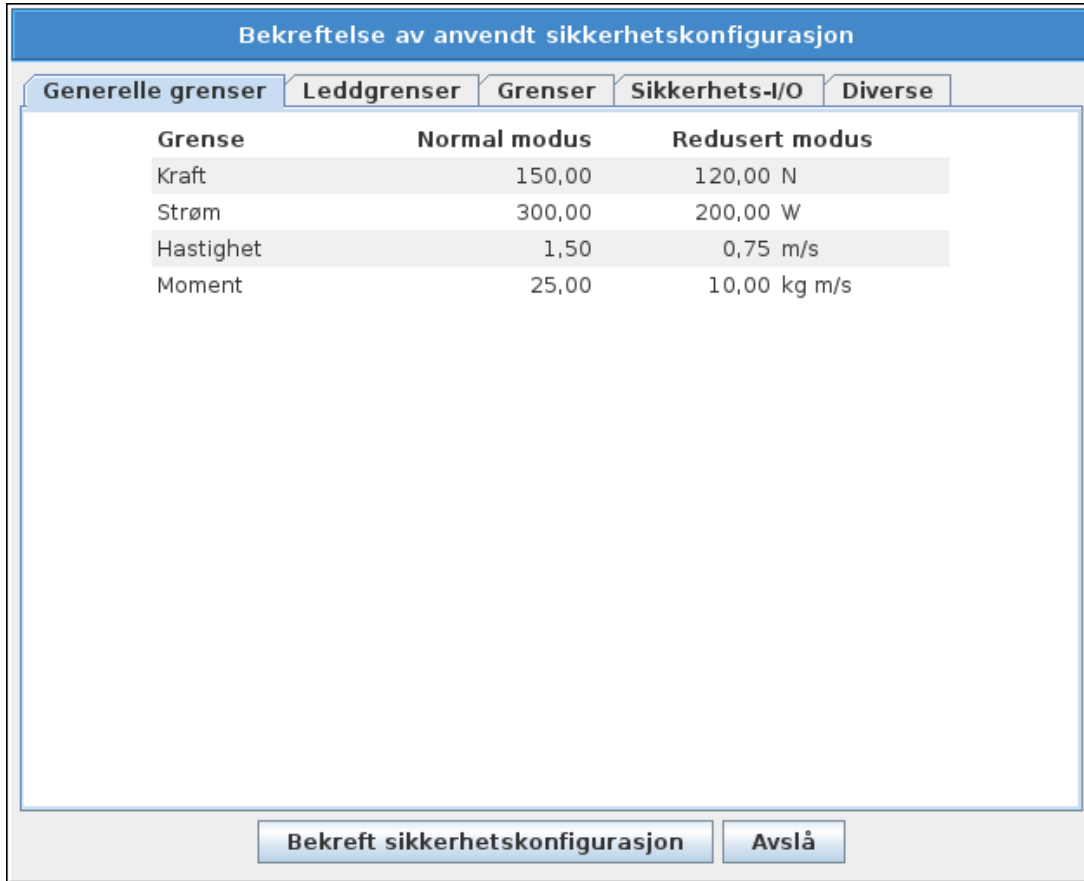 Bekreftelse av anvendt sikkerhetskonfigurasjon
Generelle grenser Leddgrenser Grenser Sikkerhets-I/O Diverse
Grense Normal modus Redusert modus
Kraft 150,00 120,00 N
Strøm 300,00 200,00 W
Hastighet 1,50 0,75 m/s
Moment 25,00 10,00 kg m/s
Bekreft sikkerhetskonfigurasjon Avslå